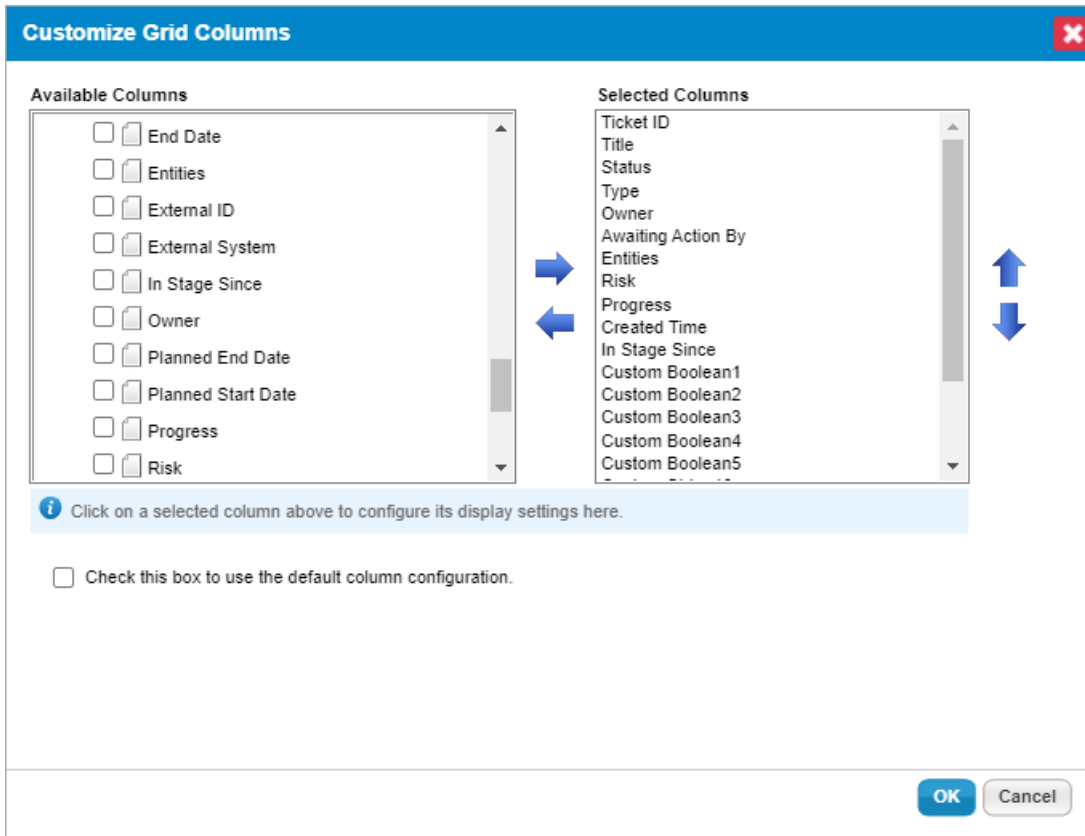 Customize Grid Columns
Available Columns
End Date
Entities
External ID
External System
In Stage Since
Owner
Planned End Date
Planned Start Date
Progress
Risk
Selected Columns
Ticket ID
Title
Status
Type
Owner
Awaiting Action By
Entities
Risk
Progress
Created Time
In Stage Since
Custom Boolean1
Custom Boolean2
Custom Boolean3
Custom Boolean4
Custom Boolean5
Click on a selected column above to configure its display settings here.
Check this box to use the default column configuration.
OK
Cancel